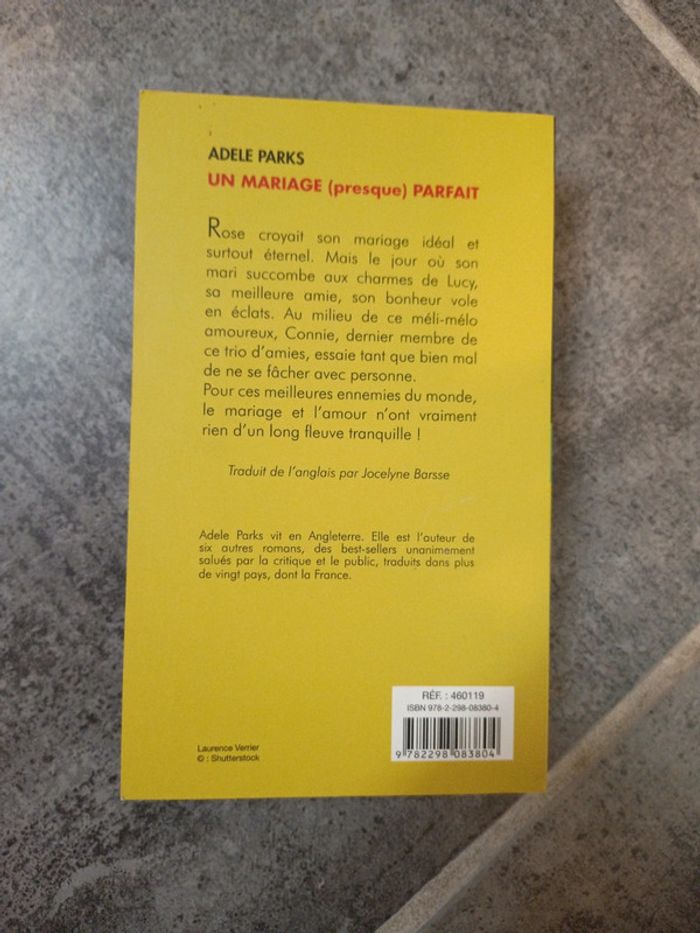 ADELE PARKS
UN MARIAGE (presque) PARFAIT
Rose croyait son mariage idéal et
surtout éternel. Mais le jour où son
mari succombe aux charmes de Lucy,
sa meilleure amie, son bonheur vole
en éclats. Au milieu de ce méli-mélo
amoureux, Connie, dernier membre de
ce trio d'amies, essaie tant que bien mal
de ne se fâcher avec personne.
Pour ces meilleures ennemies du monde,
le mariage et l'amour n'ont vraiment
rien d'un long fleuve tranquille !
Traduit de l'anglais par Jocelyne Barsse
Adele Parks vit en Angleterre. Elle est l'auteur de
six autres romans, des best-sellers unanimement
salués par la critique et le public, traduits dans plus
de vingt pays, dont la France.
RÉF. : 460119
ISBN 978-2-298-08380-4
9 782298 083804
Laurence Verrier
© : Shutterstock